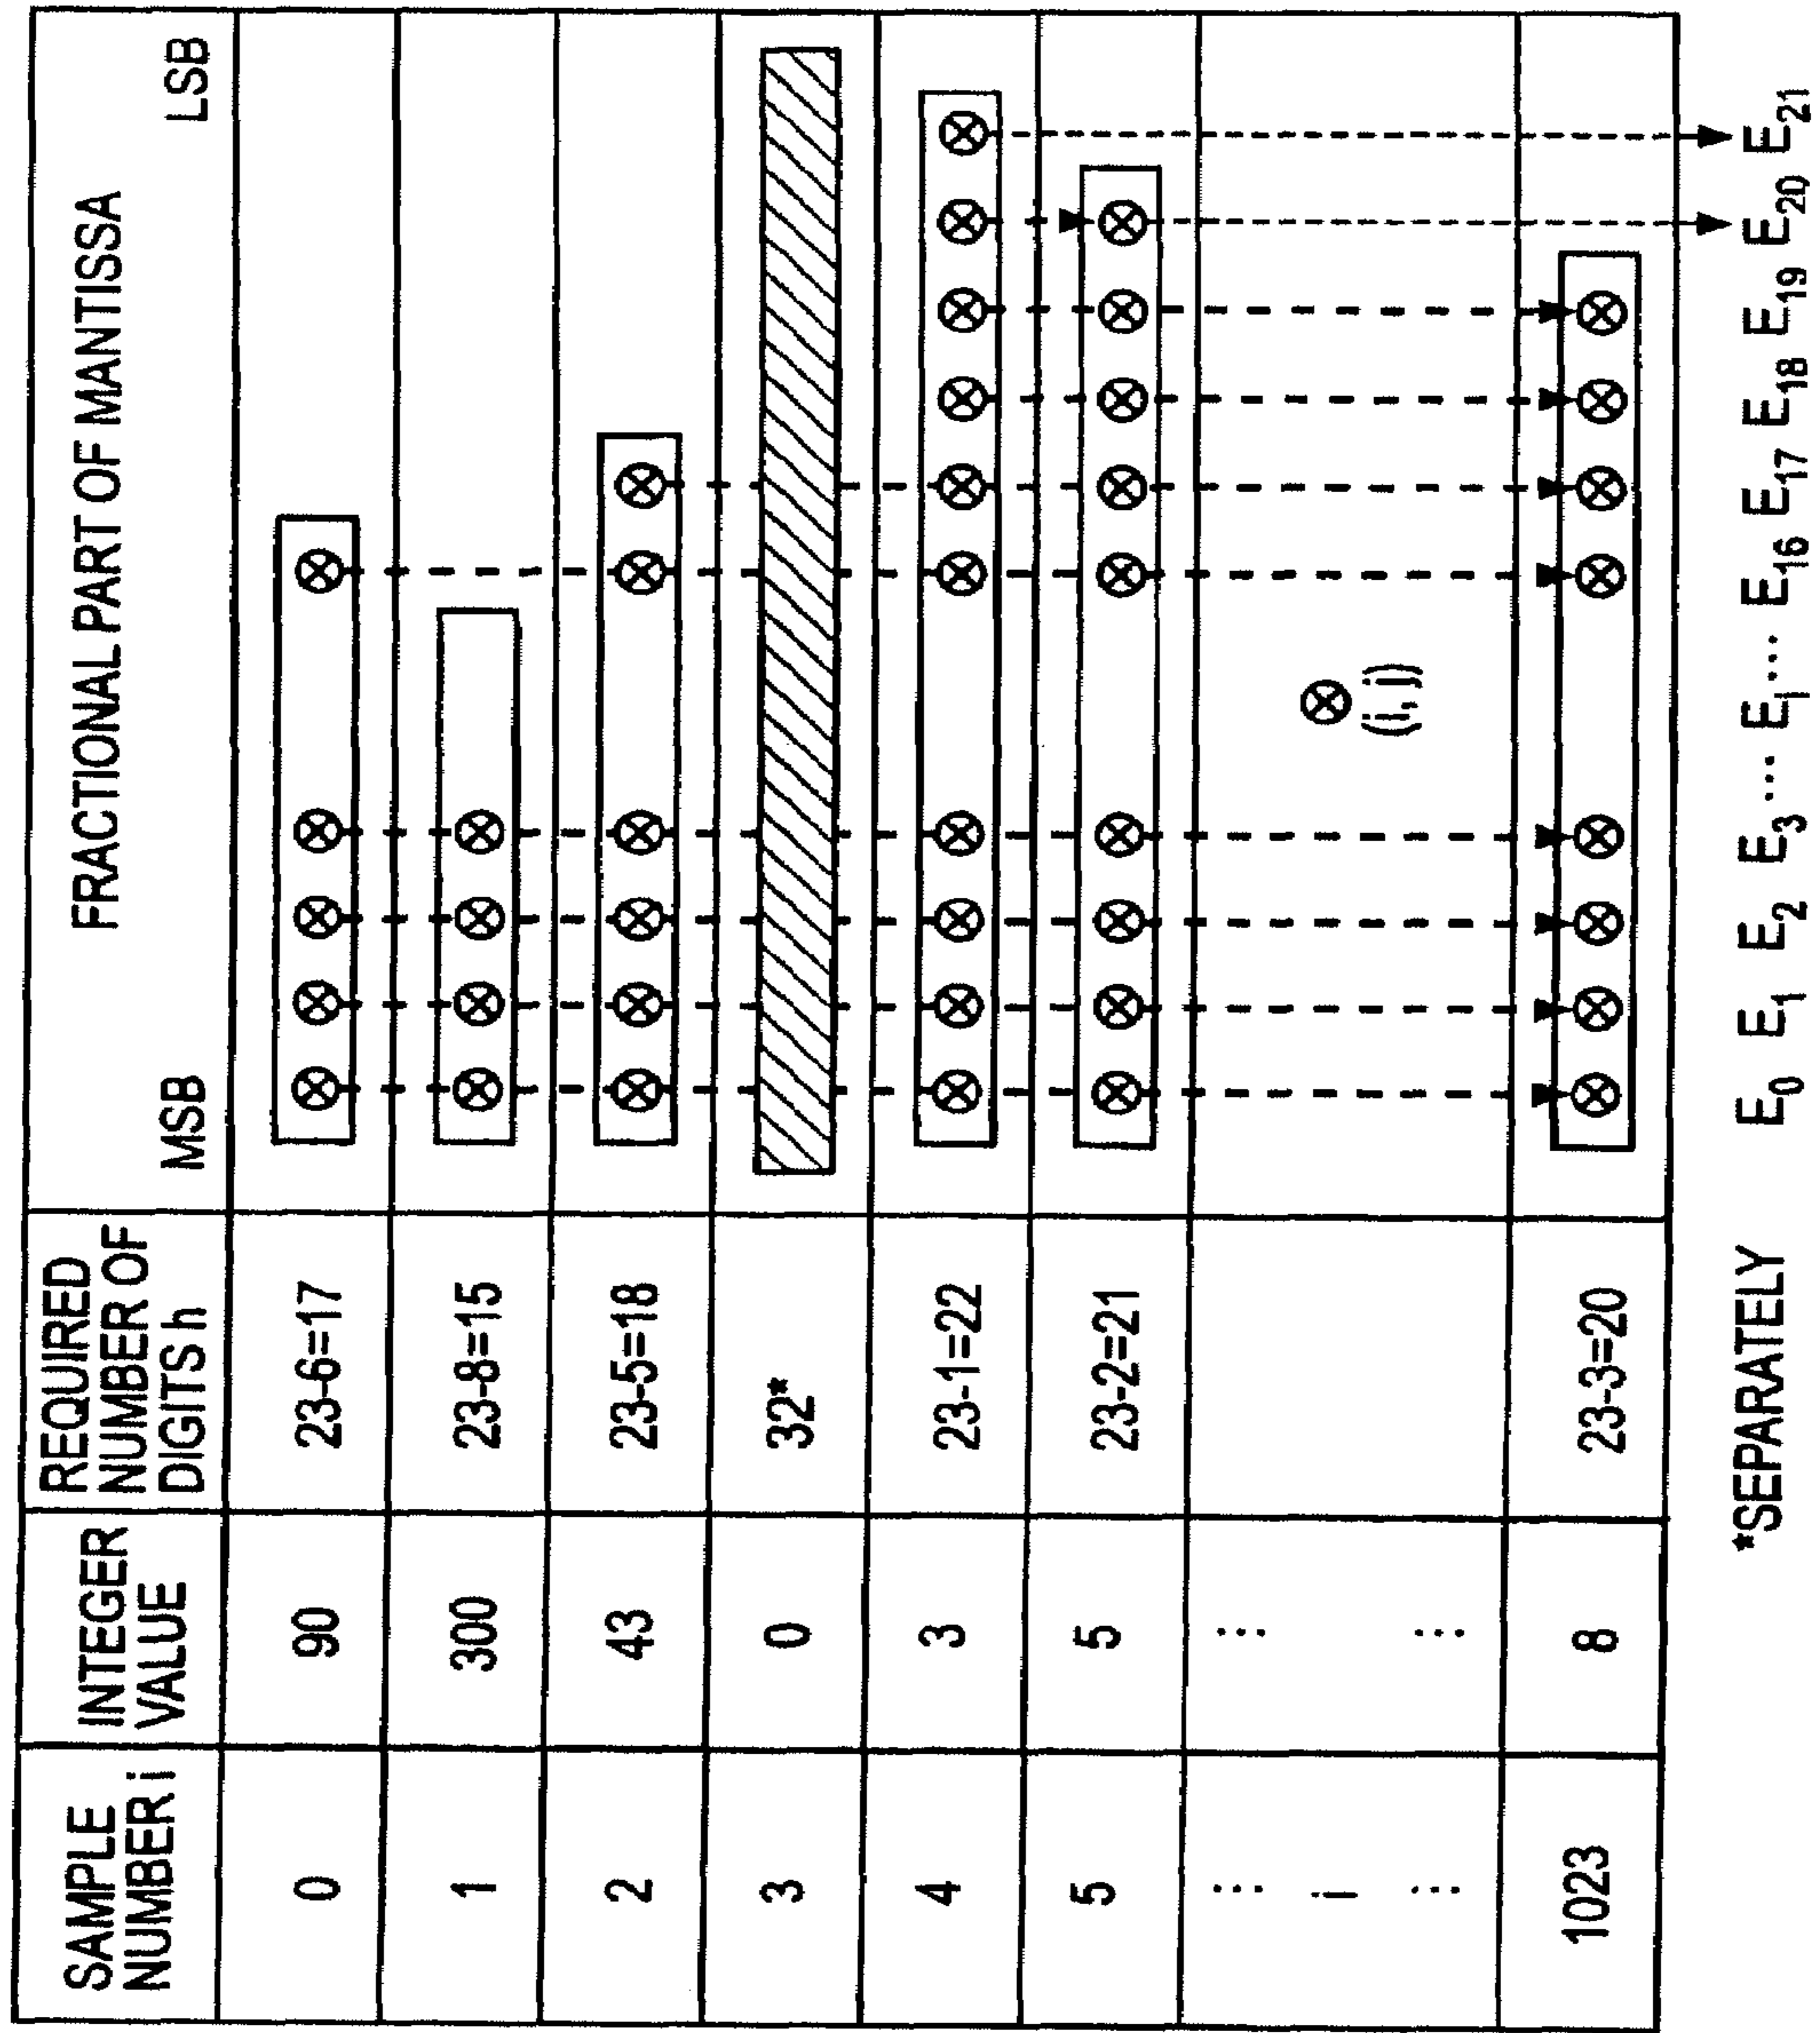 SAMPLE
NUMBER i
INTEGER
VALUE
REQUIRED
NUMBER OF
DIGITS h
FRACTIONAL PART OF MANTISSA
MSB
LSB
0
90
23-6=17
1
300
23-8=15
2
43
23-5=18
3
0
32*
4
3
23-1=22
5
5
23-2=21
⋮
i
⋮
⋮
⋮
(i, j)
1023
8
23-3=20
*SEPARATELY
E0 E1 E2 E3 ... Ei ... E16 E17 E18 E19 E20 E21